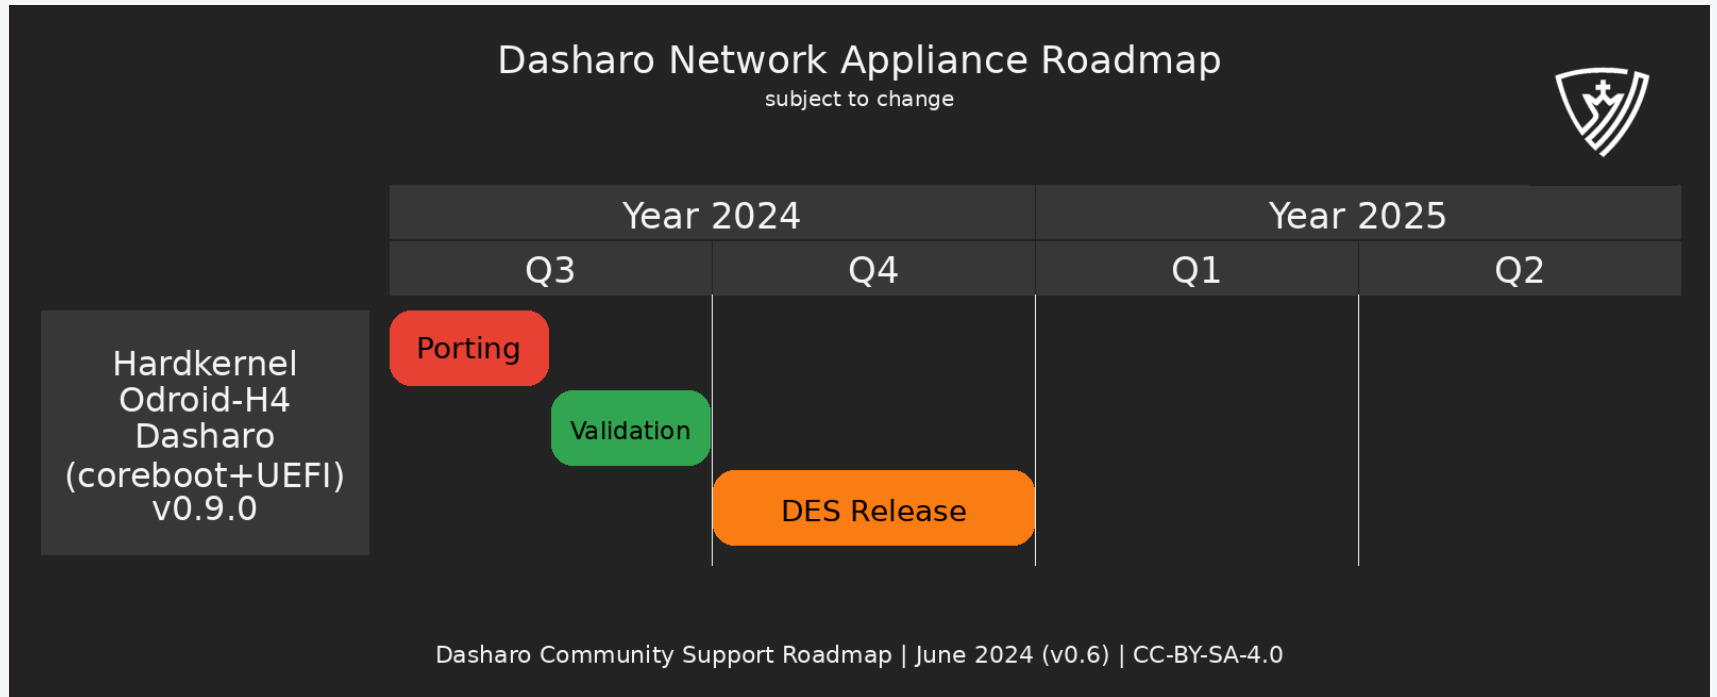 Dasharo Network Appliance Roadmap
subject to change
Year 2024
Year 2025
Q3
Q4
Q1
Q2
Hardkernel
Odroid-H4
Dasharo
(coreboot+UEFI)
v0.9.0
Porting
Validation
DES Release
Dasharo Community Support Roadmap | June 2024 (v0.6) | CC-BY-SA-4.0